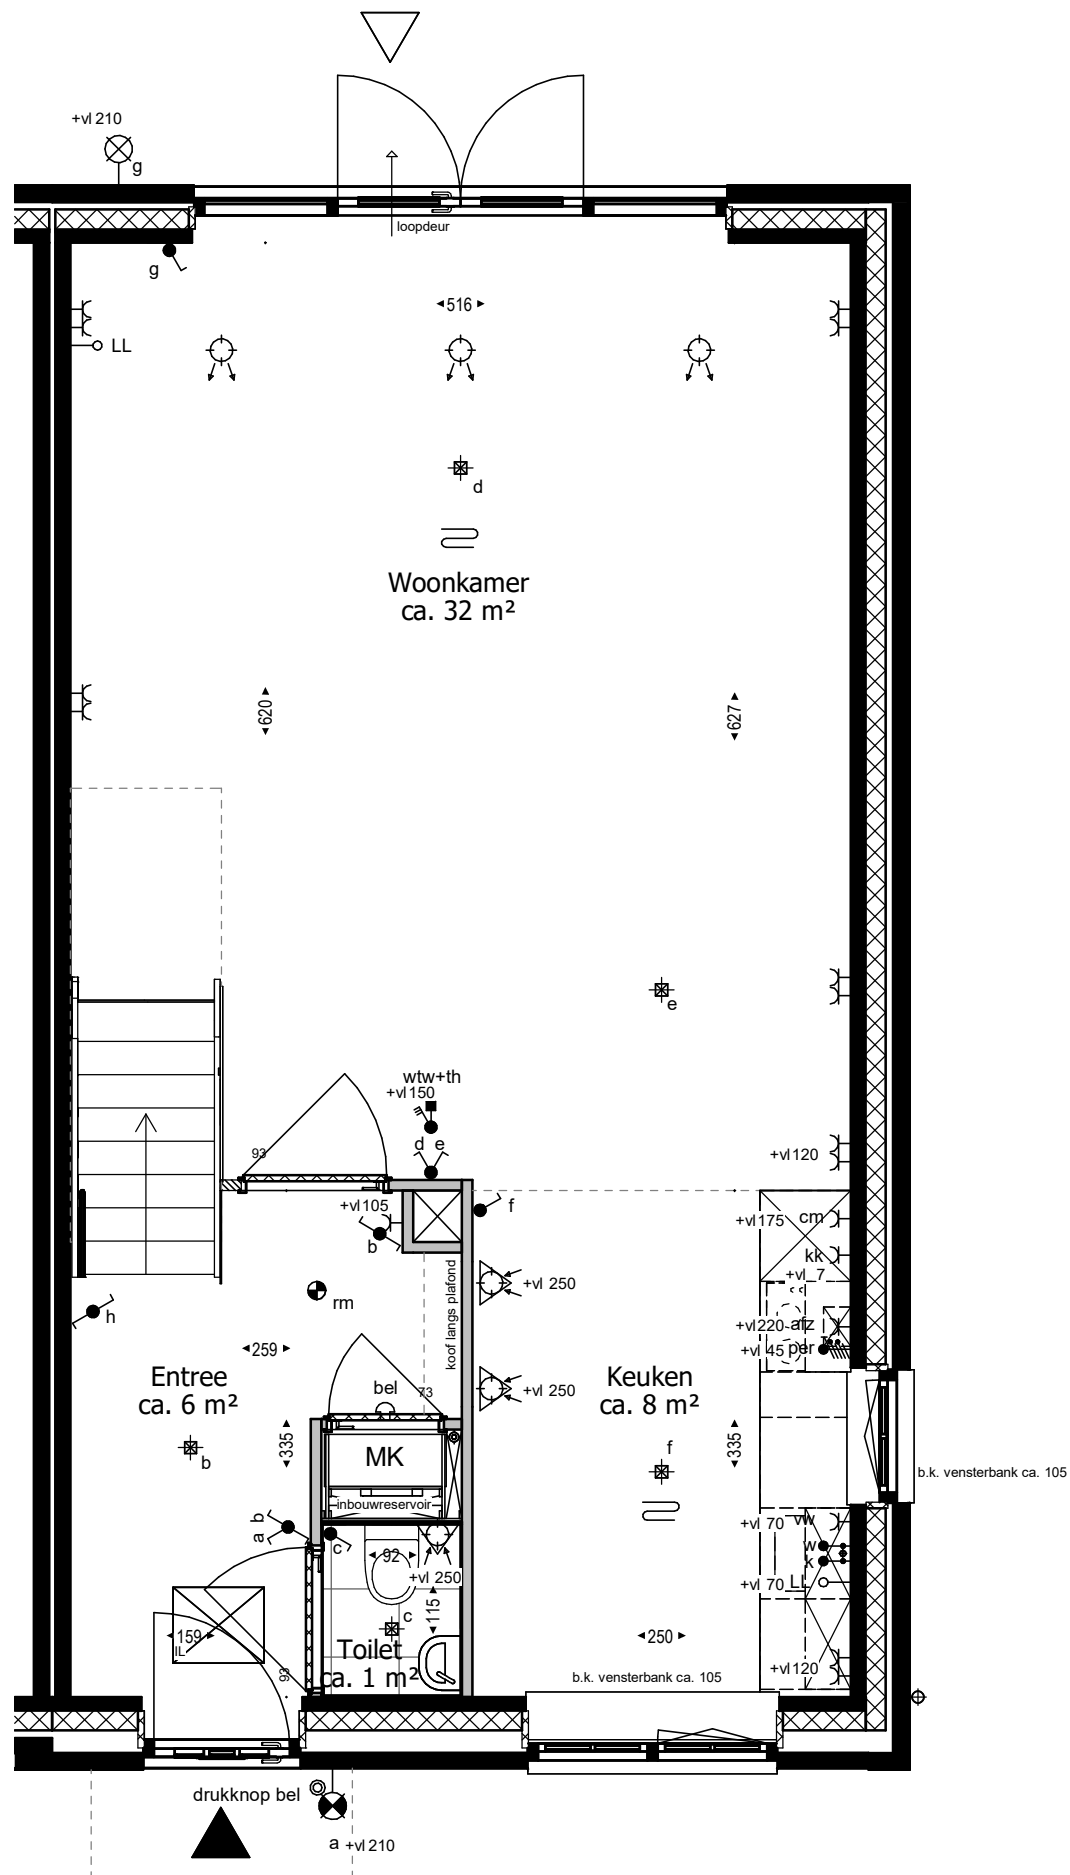 +vl 210
g
loopdeur
g
516
LL
d
Woonkamer
ca. 32 m²
620
627
e
wtw+th
+vl 150
d e
93
+vl 120
+vl 105
b
f
+vl 175
cm
kk
+vl 7
koof langs plafond
+vl 250
rm
h
+vl 220
afz
+vl 45
per
259
Entree
ca. 6 m²
bel
73
+vl 250
Keuken
ca. 8 m²
335
335
MK
b
f
b.k. vensterbank ca. 105
inbouwreservoir
+vl 70
vw
a b
c
w
k
92
+vl 250
+vl 70
LL
115
c
159
IL
Toilet
ca. 1 m²
93
250
b.k. vensterbank ca. 105
+vl 120
drukknop bel
a +vl 210